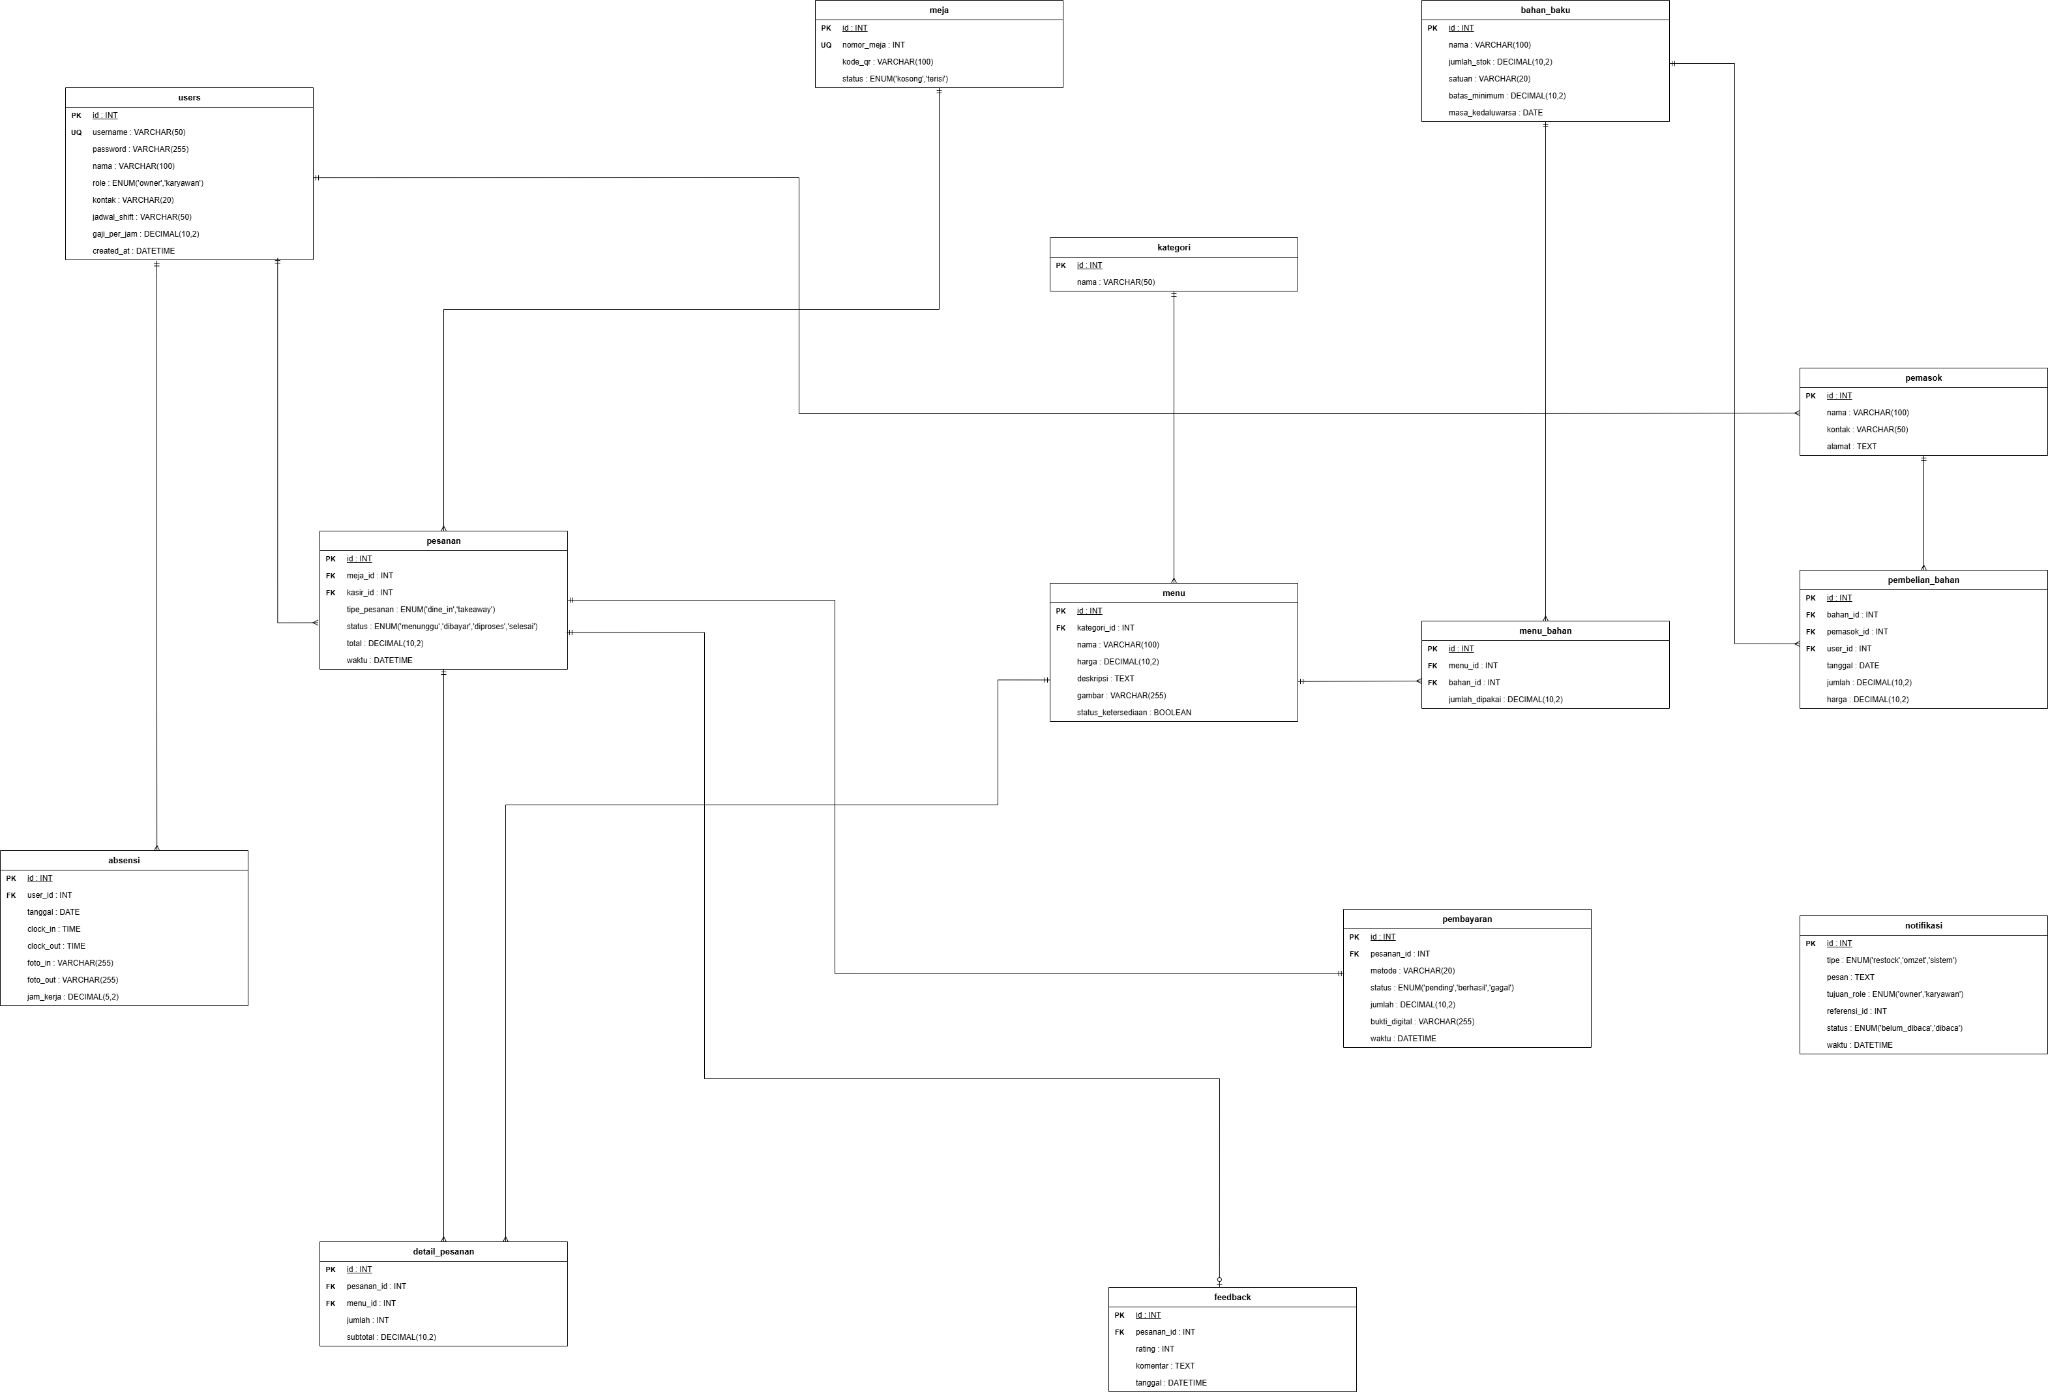 meja
PK id : INT
UQ nomor_meja : INT
kode_qr : VARCHAR(100)
status : ENUM('kosong','terisi')
bahan_baku
PK id : INT
nama : VARCHAR(100)
jumlah_stok : DECIMAL(10,2)
satuan : VARCHAR(20)
batas_minimum : DECIMAL(10,2)
masa_kedaluwarsa : DATE
users
PK id : INT
UQ username : VARCHAR(50)
password : VARCHAR(255)
nama : VARCHAR(100)
role : ENUM('owner','karyawan')
kontak : VARCHAR(20)
jadwal_shift : VARCHAR(50)
gaji_per_jam : DECIMAL(10,2)
created_at : DATETIME
kategori
PK id : INT
nama : VARCHAR(50)
pemasok
PK id : INT
nama : VARCHAR(100)
kontak : VARCHAR(50)
alamat : TEXT
pesanan
PK id : INT
FK meja_id : INT
FK kasir_id : INT
tipe_pesanan : ENUM('dine_in','takeaway')
status : ENUM('menunggu','dibayar','diproses','selesai')
total : DECIMAL(10,2)
waktu : DATETIME
menu
PK id : INT
FK kategori_id : INT
nama : VARCHAR(100)
harga : DECIMAL(10,2)
deskripsi : TEXT
gambar : VARCHAR(255)
status_ketersediaan : BOOLEAN
menu_bahan
PK id : INT
FK menu_id : INT
FK bahan_id : INT
jumlah_dipakai : DECIMAL(10,2)
pembelian_bahan
PK id : INT
FK bahan_id : INT
FK pemasok_id : INT
FK user_id : INT
tanggal : DATE
jumlah : DECIMAL(10,2)
harga : DECIMAL(10,2)
absensi
PK id : INT
FK user_id : INT
tanggal : DATE
clock_in : TIME
clock_out : TIME
foto_in : VARCHAR(255)
foto_out : VARCHAR(255)
jam_kerja : DECIMAL(5,2)
pembayaran
PK id : INT
FK pesanan_id : INT
metode : VARCHAR(20)
status : ENUM('pending','berhasil','gagal')
jumlah : DECIMAL(10,2)
bukti_digital : VARCHAR(255)
waktu : DATETIME
notifikasi
PK id : INT
tipe : ENUM('restock','omzet','sistem')
pesan : TEXT
tujuan_role : ENUM('owner','karyawan')
referensi_id : INT
status : ENUM('belum_dibaca','dibaca')
waktu : DATETIME
detail_pesanan
PK id : INT
FK pesanan_id : INT
FK menu_id : INT
jumlah : INT
subtotal : DECIMAL(10,2)
feedback
PK id : INT
FK pesanan_id : INT
rating : INT
komentar : TEXT
tanggal : DATETIME